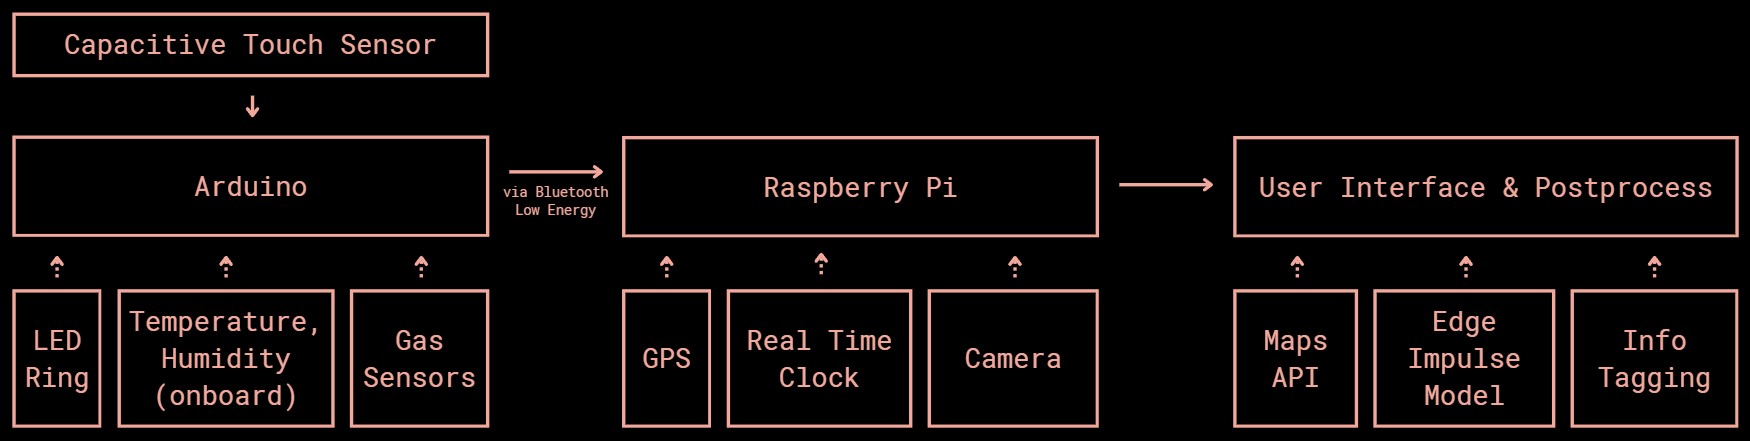 Capacitive Touch Sensor
Arduino
via Bluetooth
Low Energy
Raspberry Pi
User Interface & Postprocess
LED
Ring
Temperature,
Humidity
(onboard)
Gas
Sensors
GPS
Real Time
Clock
Camera
Maps
API
Edge
Impulse
Model
Info
Tagging